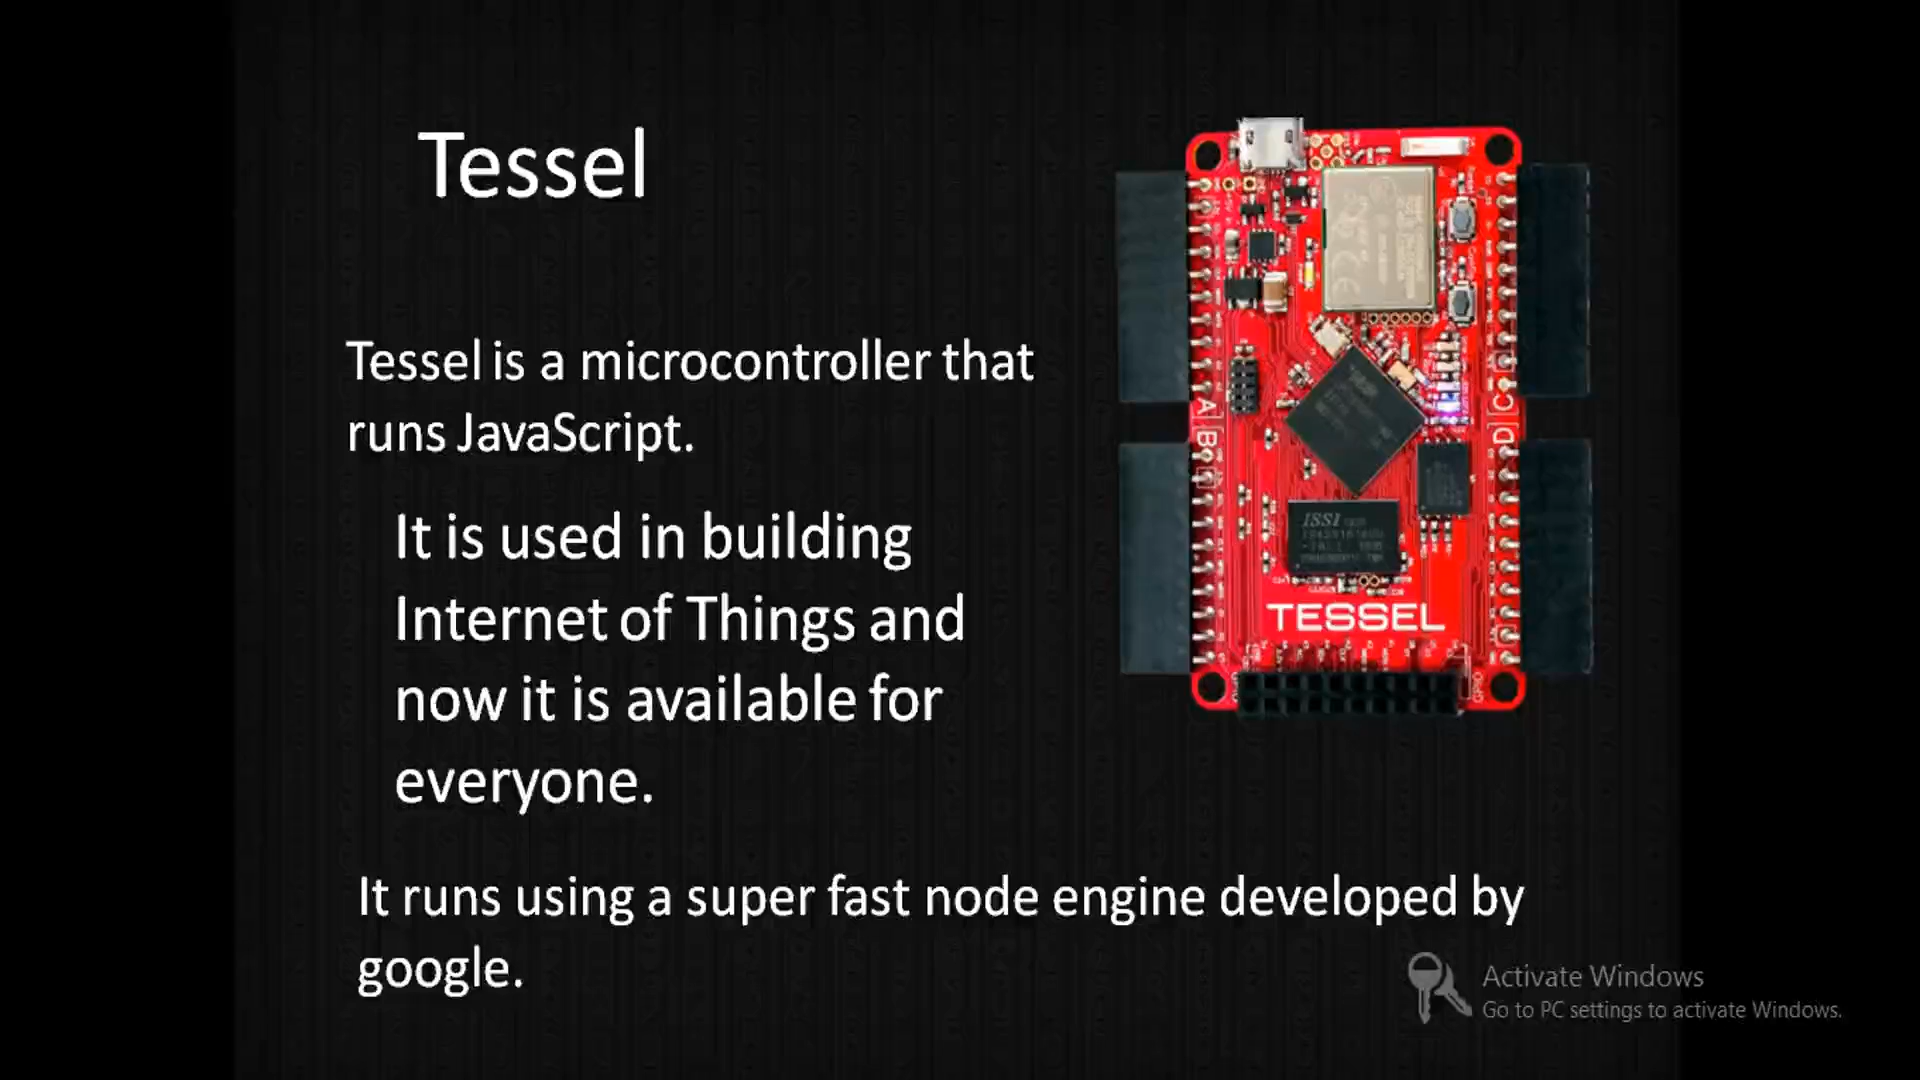 Tessel
Tessel is a microcontroller that
runs JavaScript.
It is used in building
Internet of Things and
now it is available for
everyone.
It runs using a super fast node engine developed by
google.
A
B
C
D
ISSI
TESSEL
GPIO
Activate Windows
Go to PC settings to activate Windows.